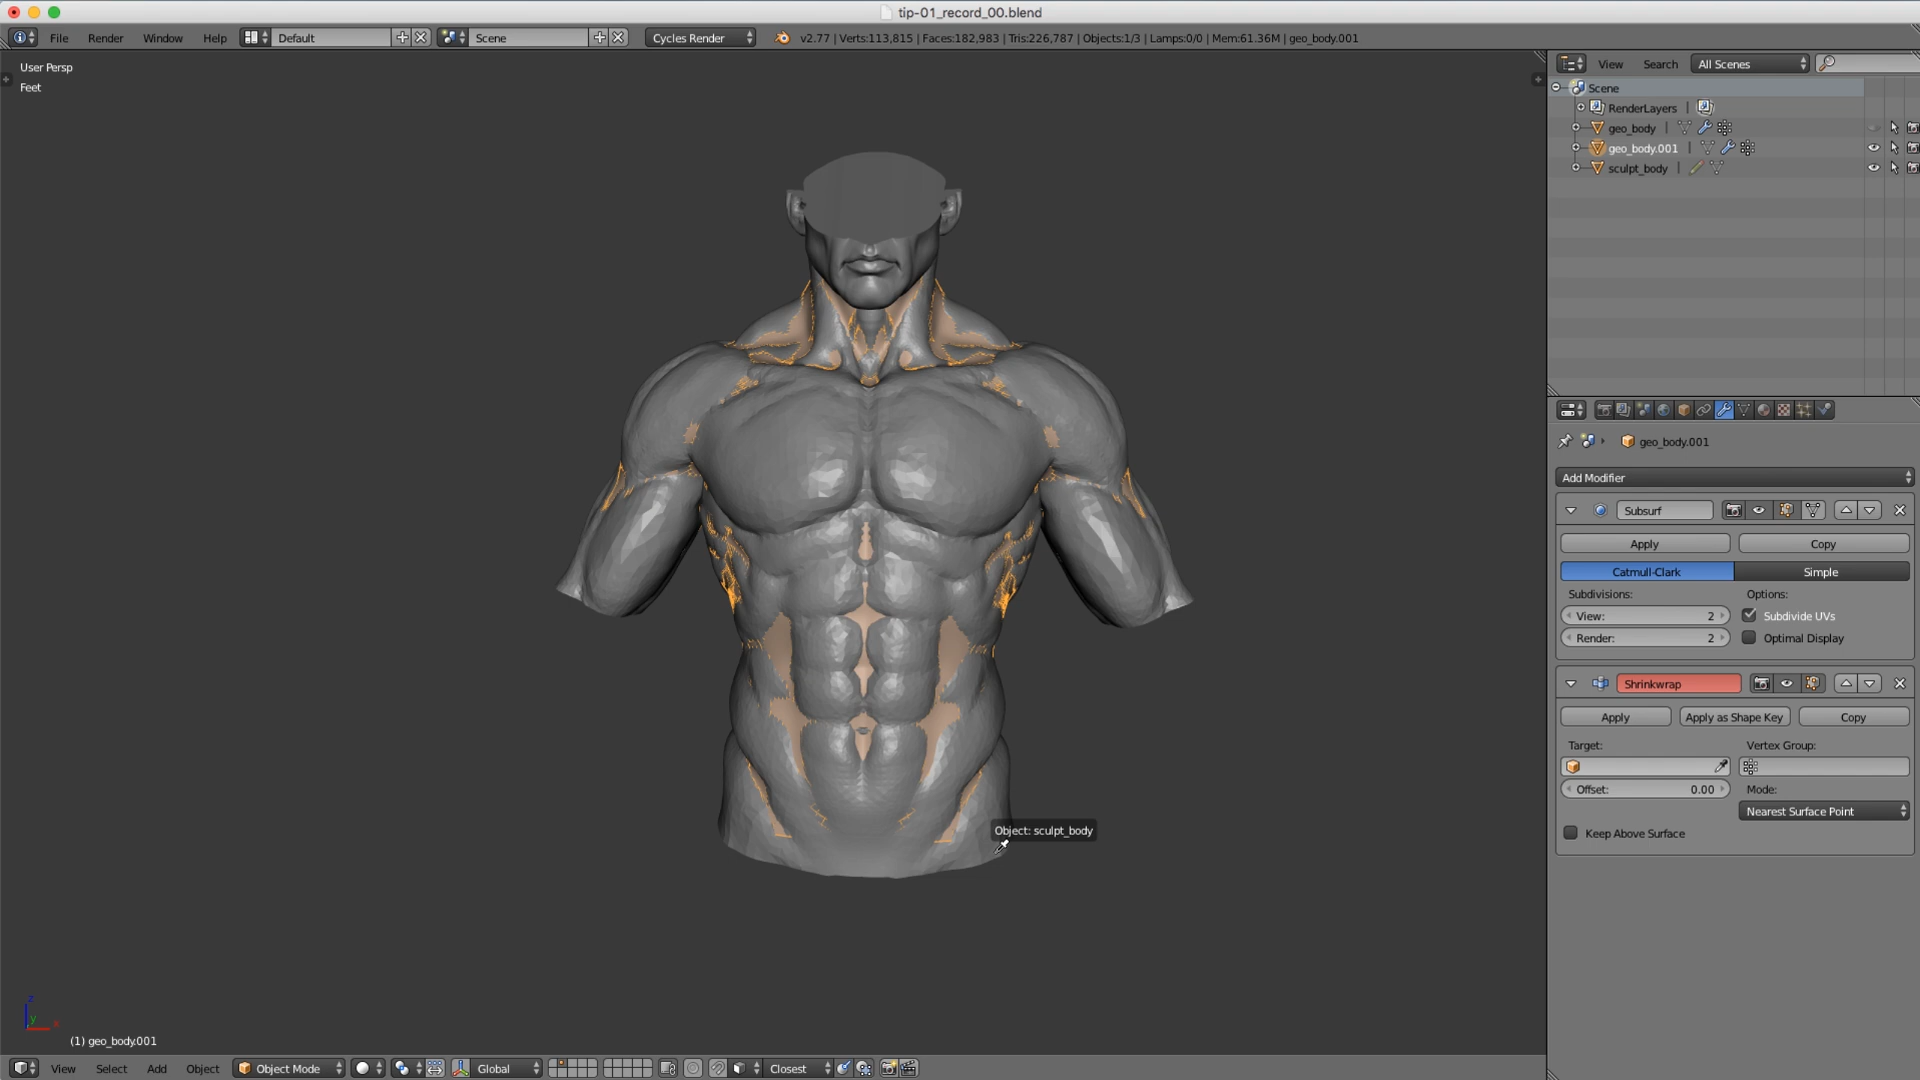 tip-01_record_00.blend
File Render Window Help Default Scene Cycles Render v2.77 | Verts:113,815 | Faces:182,983 | Tris:226,787 | Objects:1/3 | Lamps:0/0 | Mem:61.36M | geo_body.001
User Persp
Feet
View Search All Scenes
Scene
RenderLayers |
geo_body |
geo_body.001 |
sculpt_body |
geo_body.001
Add Modifier
Subsurf
Apply Copy
Catmull-Clark Simple
Subdivisions: Options:
View: 2 Subdivide UVs
Render: 2 Optimal Display
Shrinkwrap
Apply Apply as Shape Key Copy
Target: Vertex Group:
Offset: 0.00 Mode:
Nearest Surface Point
Keep Above Surface
Object: sculpt_body
z
y
x
(1) geo_body.001
View Select Add Object Object Mode Global Closest